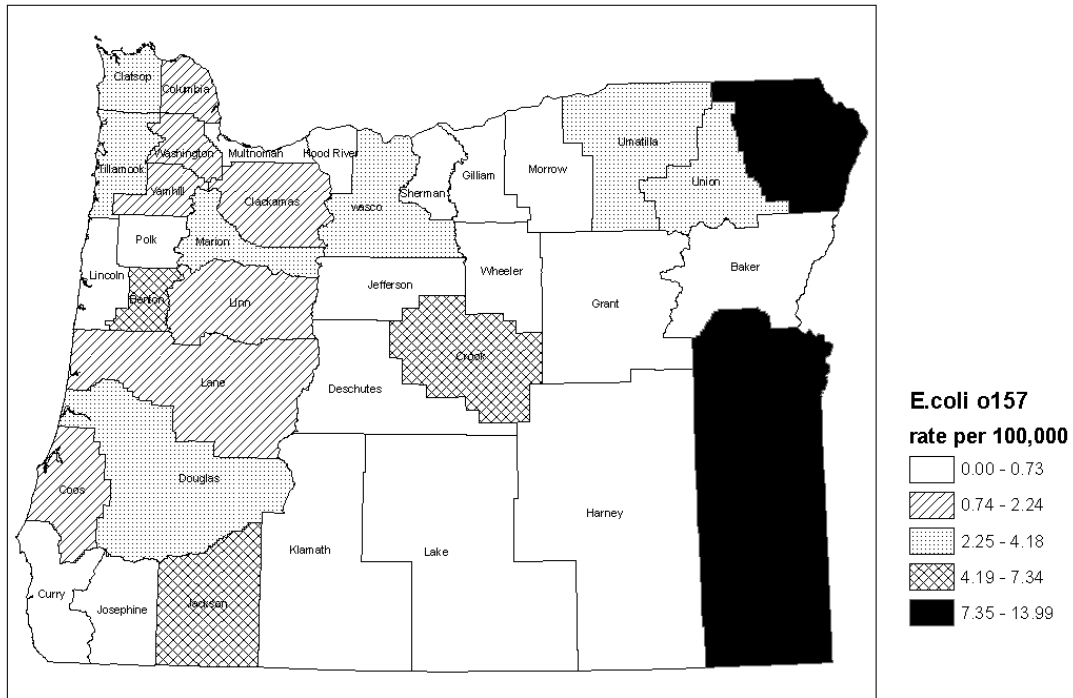 Clatsop
Columbia
Tillamook
Washington
Multnomah
Hood River
Yamhill
Clackamas
wasco
Sherman
Gilliam
Morrow
Umatilla
Union
Polk
Marion
Lincoln
Benton
Linn
Jefferson
Wheeler
Grant
Baker
Crook
Lane
Deschutes
Coos
Douglas
Klamath
Lake
Harney
Curry
Josephine
Jackson
E.coli o157
rate per 100,000
0.00 - 0.73
0.74 - 2.24
2.25 - 4.18
4.19 - 7.34
7.35 - 13.99